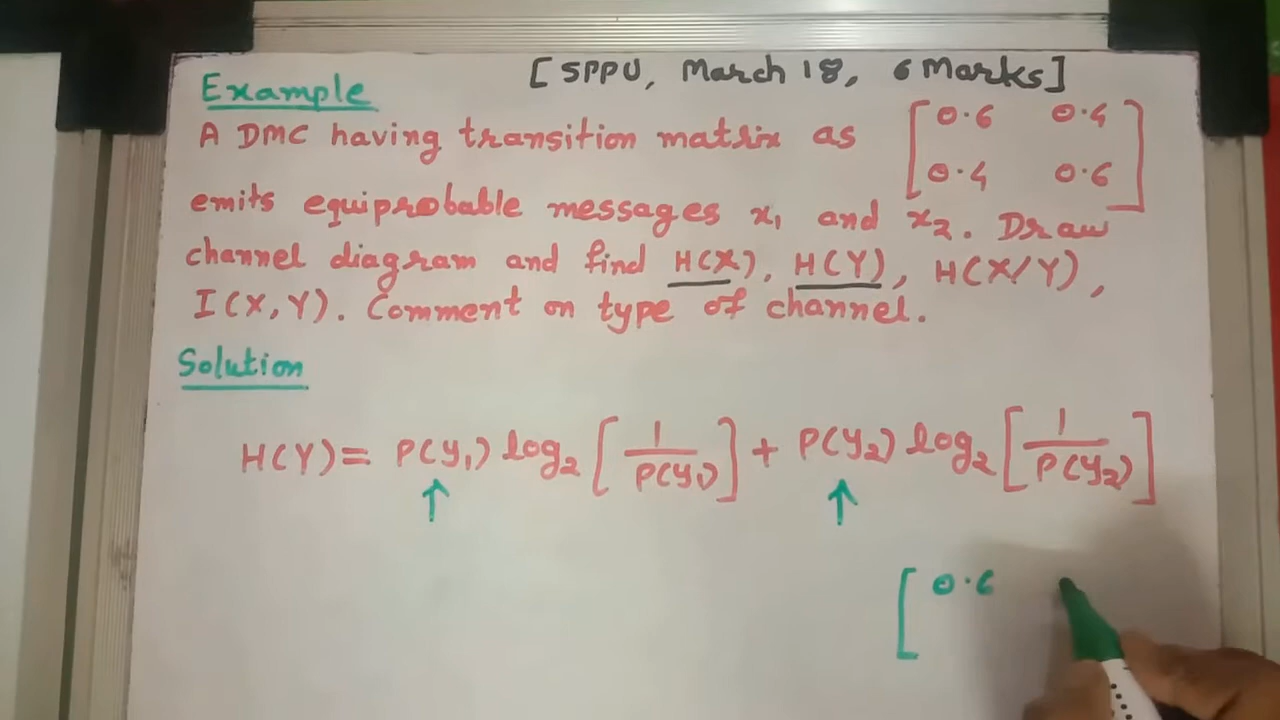 [SPPU, March 18, 6 Marks]
Example
A DMC having transition matrix as [0.6 0.4
0.4 0.6]
emits equiprobable messages x₁ and x₂. Draw
channel diagram and find H(X), H(Y), H(X/Y),
I(X,Y). Comment on type of channel.
Solution
H(Y)= P(y₁) log₂ [1/P(y₁)] + P(y₂) log₂ [1/P(y₂)]
↑ ↑
[0.6